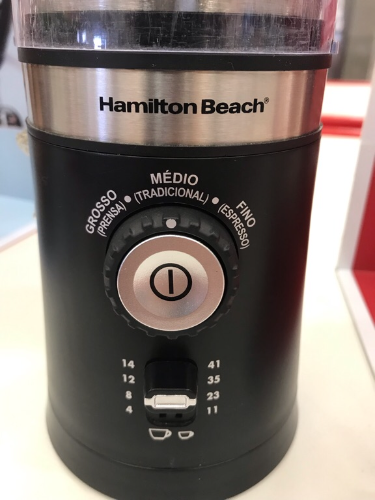 Hamilton Beach®
GROSSO
(PRENSA)
MÉDIO
(TRADICIONAL)
FINO
(ESPRESSO)
14 41
12 35
8 23
4 11